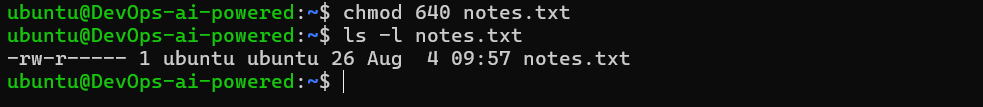 ubuntu@DevOps-ai-powered:~$ chmod 640 notes.txt
ubuntu@DevOps-ai-powered:~$ ls -l notes.txt
-rw-r----- 1 ubuntu ubuntu 26 Aug  4 09:57 notes.txt
ubuntu@DevOps-ai-powered:~$